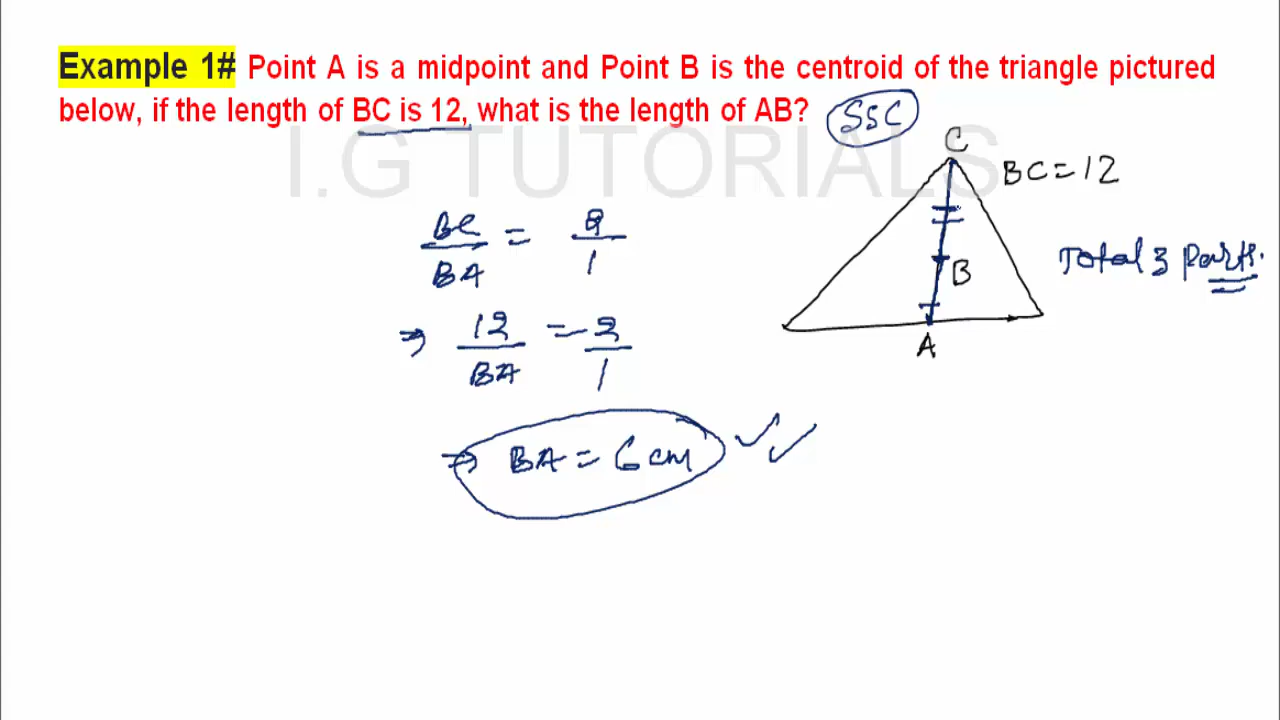 Example 1# Point A is a midpoint and Point B is the centroid of the triangle pictured
below, if the length of BC is 12, what is the length of AB?
SSC
I.G TUTORIALS
C
BC = 12
BC/BA = 2/1
B
Total 3 Parts.
⇒ 12/BA = 2/1
A
⇒ BA = 6 cm